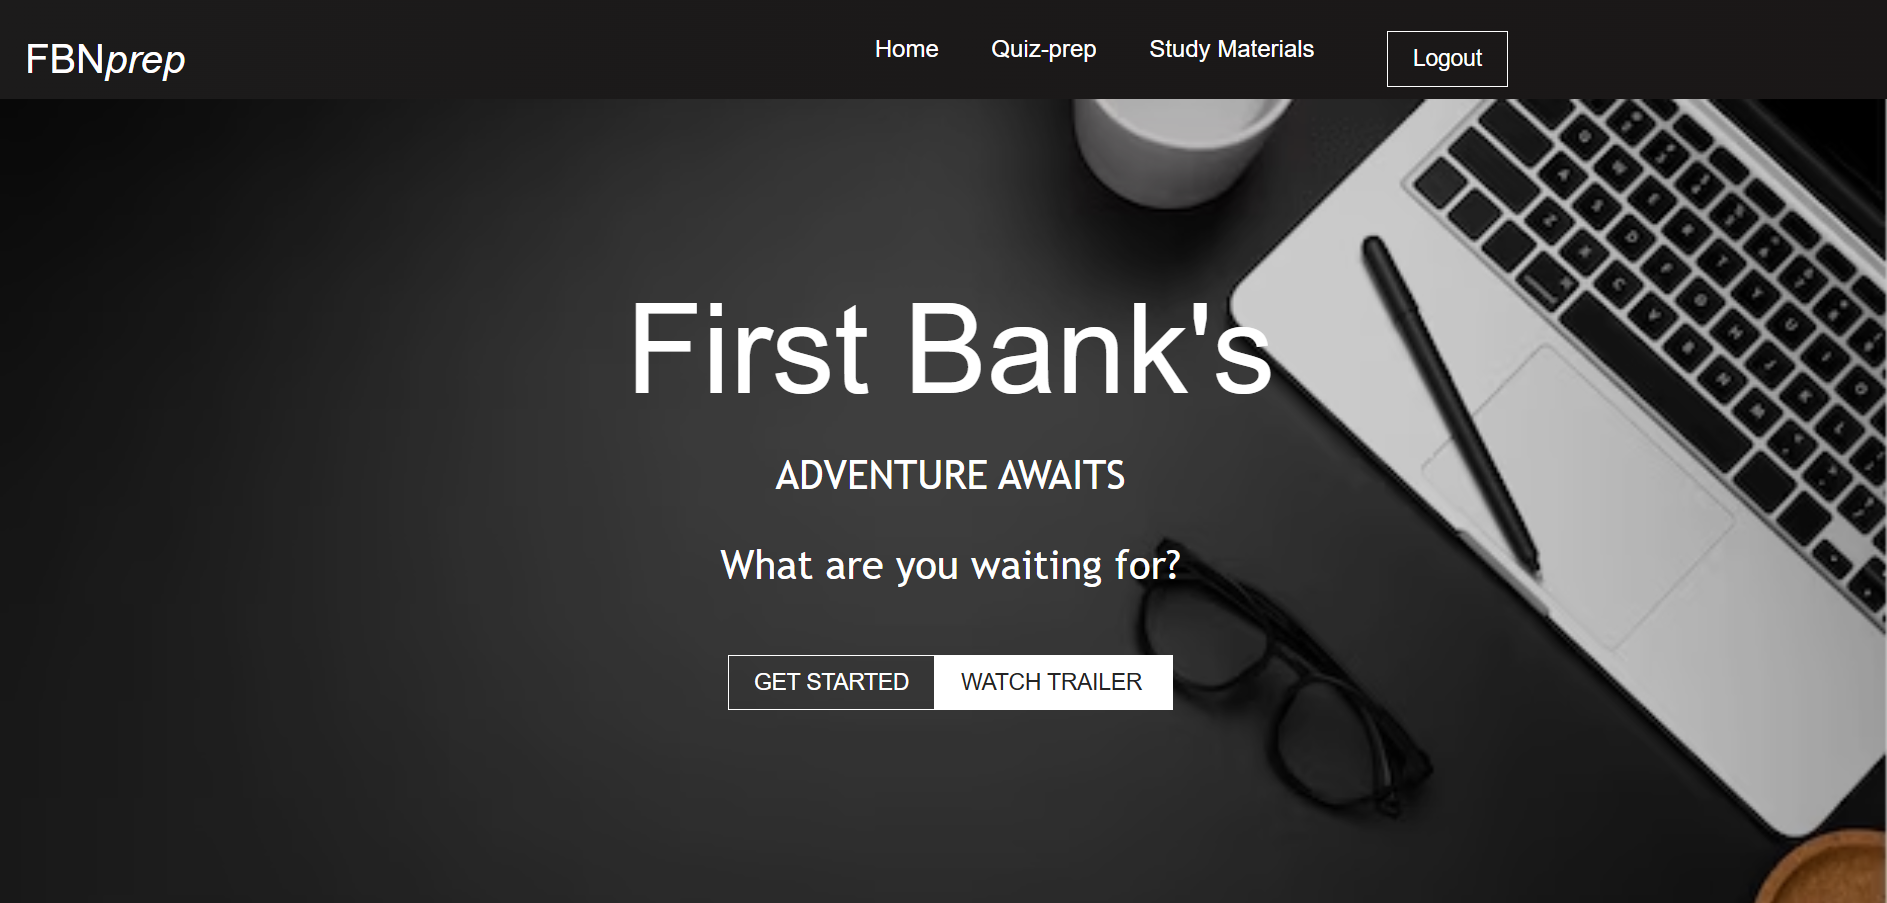 FBNprep
Home Quiz-prep Study Materials Logout
First Bank's
ADVENTURE AWAITS
What are you waiting for?
GET STARTED WATCH TRAILER